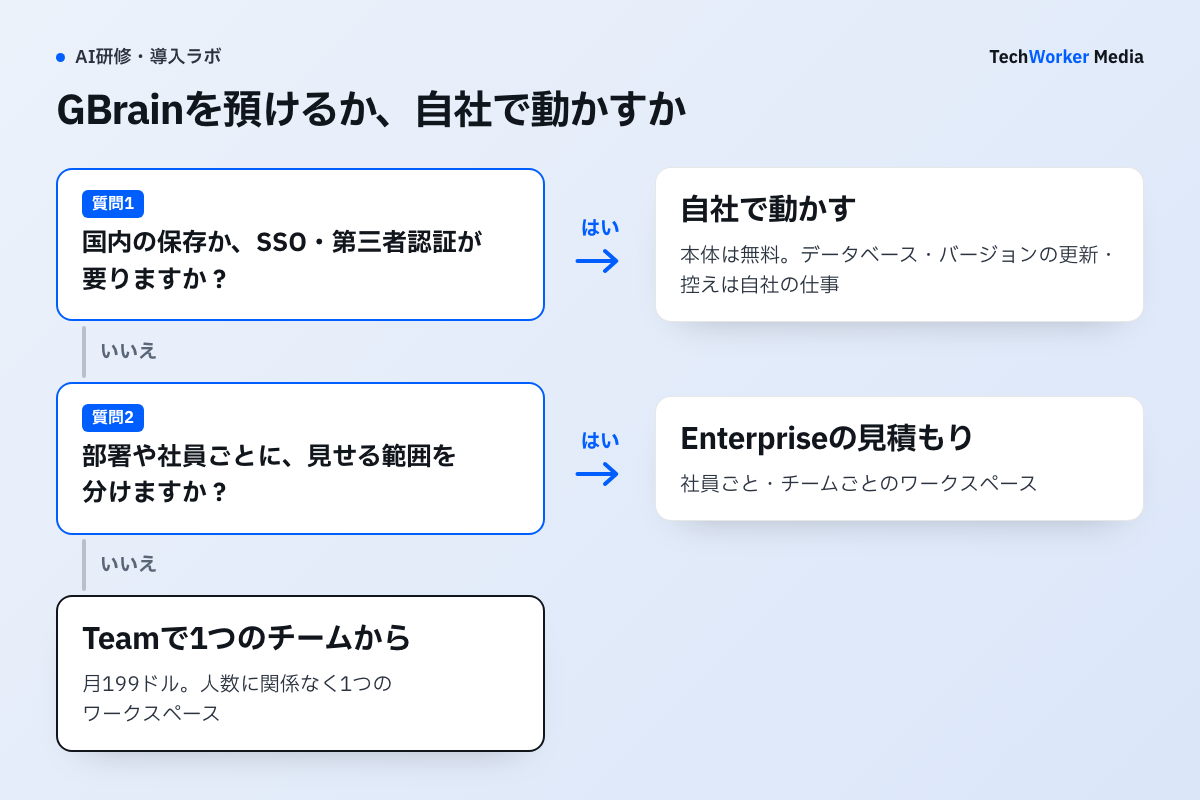 AI研修・導入ラボ
TechWorker Media
GBrainを預けるか、自社で動かすか
質問1
国内の保存か、SSO・第三者認証が
要りますか?
はい
自社で動かす
本体は無料。データベース・バージョンの更新・
控えは自社の仕事
いいえ
質問2
部署や社員ごとに、見せる範囲を
分けますか?
はい
Enterpriseの見積もり
社員ごと・チームごとのワークスペース
いいえ
Teamで1つのチームから
月199ドル。人数に関係なく1つの
ワークスペース